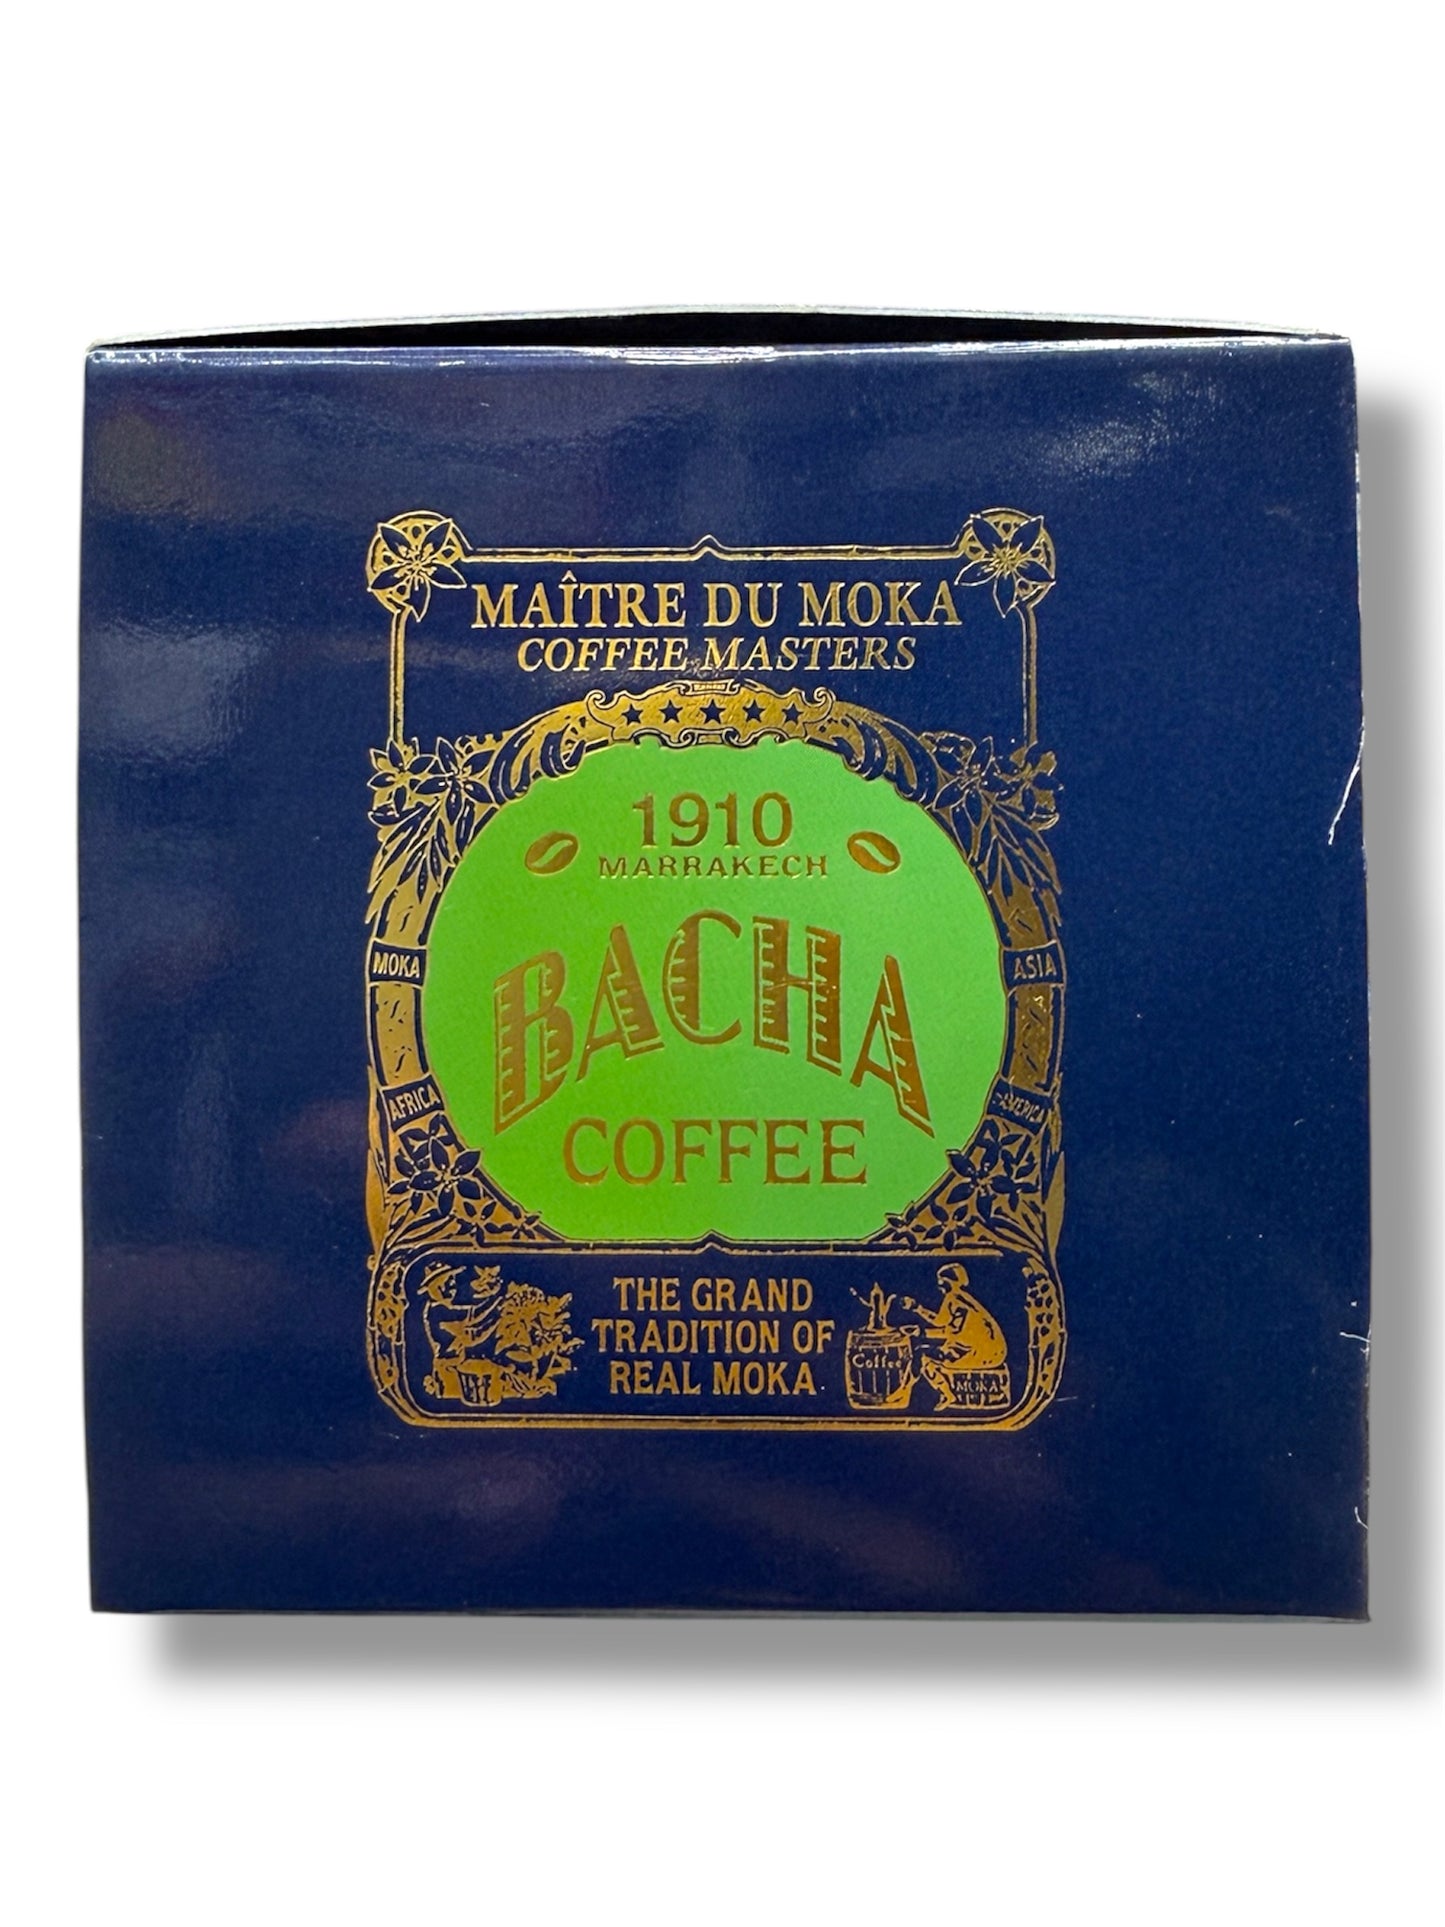 MAÎTRE DU MOKA
COFFEE MASTERS
1910
MARRAKECH
BACHA
COFFEE
MOKA
ASIA
AFRICA
AMERICA
THE GRAND
TRADITION OF
REAL MOKA
Coffee
MOKA